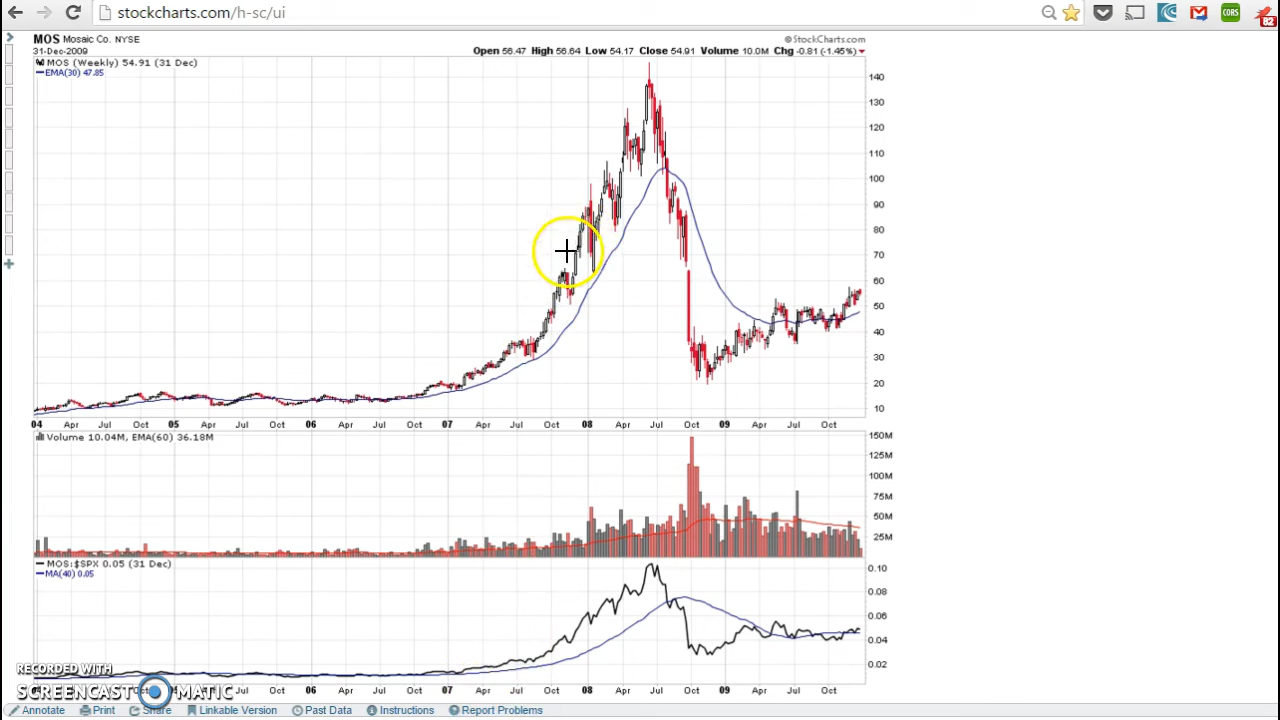 stockcharts.com/h-sc/ui
CORS
82
MOS Mosaic Co. NYSE
© StockCharts.com
31-Dec-2009
Open 56.47 High 56.64 Low 54.17 Close 54.91 Volume 10.0M Chg -0.81 (-1.45%)
MOS (Weekly) 54.91 (31 Dec)
EMA(30) 47.85
140
130
120
110
100
90
80
70
60
50
40
30
20
10
04 Apr Jul Oct 05 Apr Jul Oct 06 Apr Jul Oct 07 Apr Jul Oct 08 Apr Jul Oct 09 Apr Jul Oct
Volume 10.04M, EMA(60) 36.18M
150M
125M
100M
75M
50M
25M
MOS:$SPX 0.05 (31 Dec)
MA(40) 0.05
0.10
0.08
0.06
0.04
0.02
RECORDED WITH
SCREENCAST MATIC
Apr Jul Oct 06 Apr Jul Oct 07 Apr Jul Oct 08 Apr Jul Oct 09 Apr Jul Oct
Annotate Print Share Linkable Version Past Data Instructions Report Problems